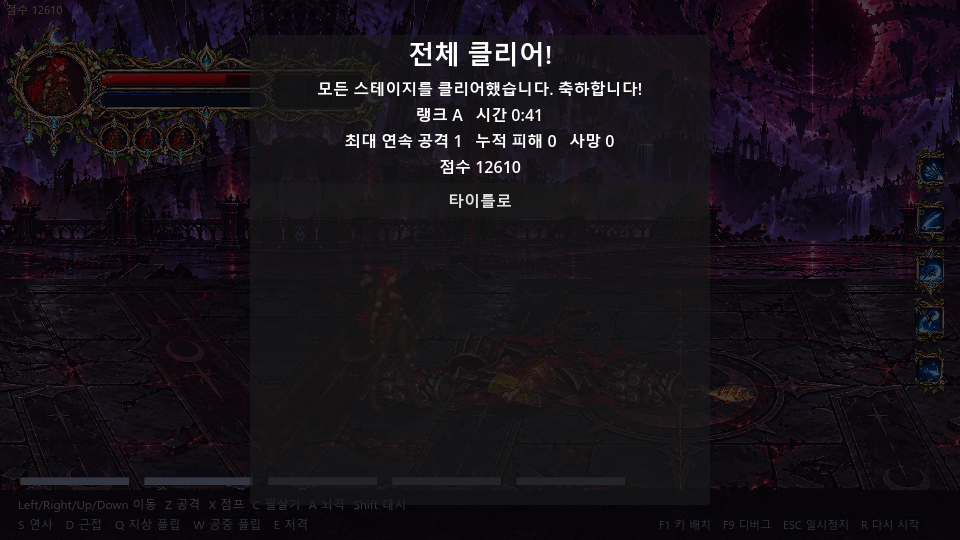 점수 12610
전체 클리어!
모든 스테이지를 클리어했습니다. 축하합니다!
랭크 A 시간 0:41
최대 연속 공격 1 누적 피해 0 사망 0
점수 12610
타이틀로
Left/Right/Up/Down 이동 Z 공격 X 점프 C 필살기 A 뇌격 Shift 대시
S 연사 D 근접 Q 지상 플립 W 공중 플립 E 저격
F1 키 배치 F9 디버그 ESC 일시정지 R 다시 시작